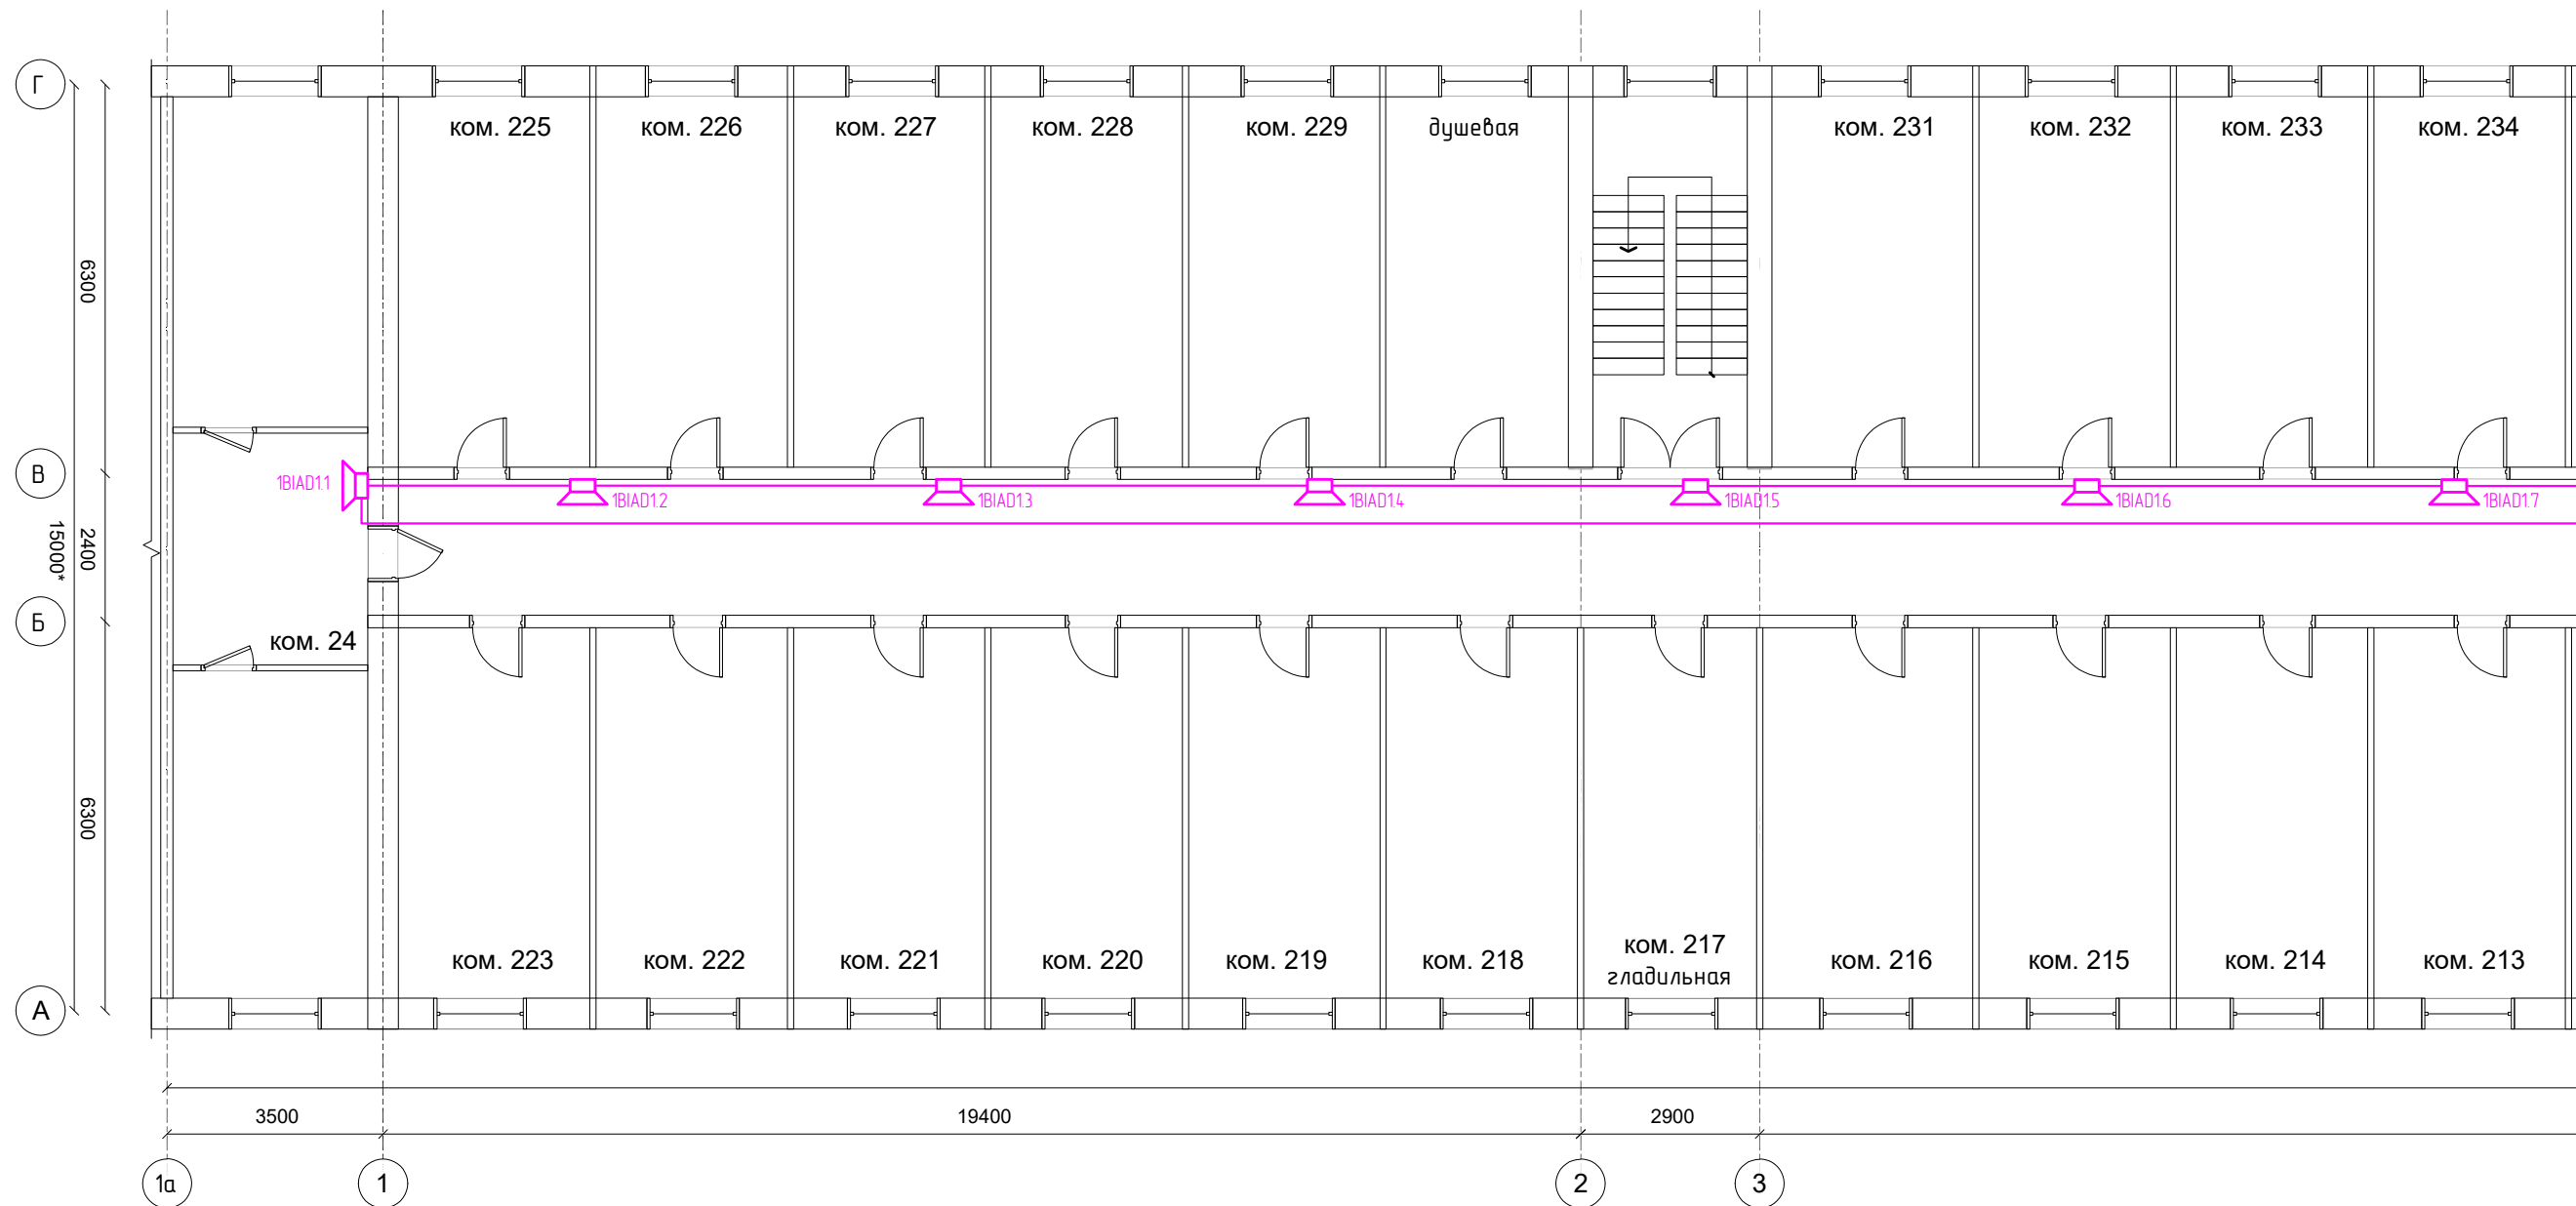 Г
ком. 225
ком. 226
ком. 227
ком. 228
ком. 229
душевая
ком. 231
ком. 232
ком. 233
ком. 234
6300
В
1BIAD1.1
1BIAD1.2
1BIAD1.3
1BIAD1.4
1BIAD1.5
1BIAD1.6
1BIAD1.7
2400
15000*
Б
ком. 24
6300
ком. 223
ком. 222
ком. 221
ком. 220
ком. 219
ком. 218
ком. 217
гладильная
ком. 216
ком. 215
ком. 214
ком. 213
А
3500
19400
2900
1а
1
2
3